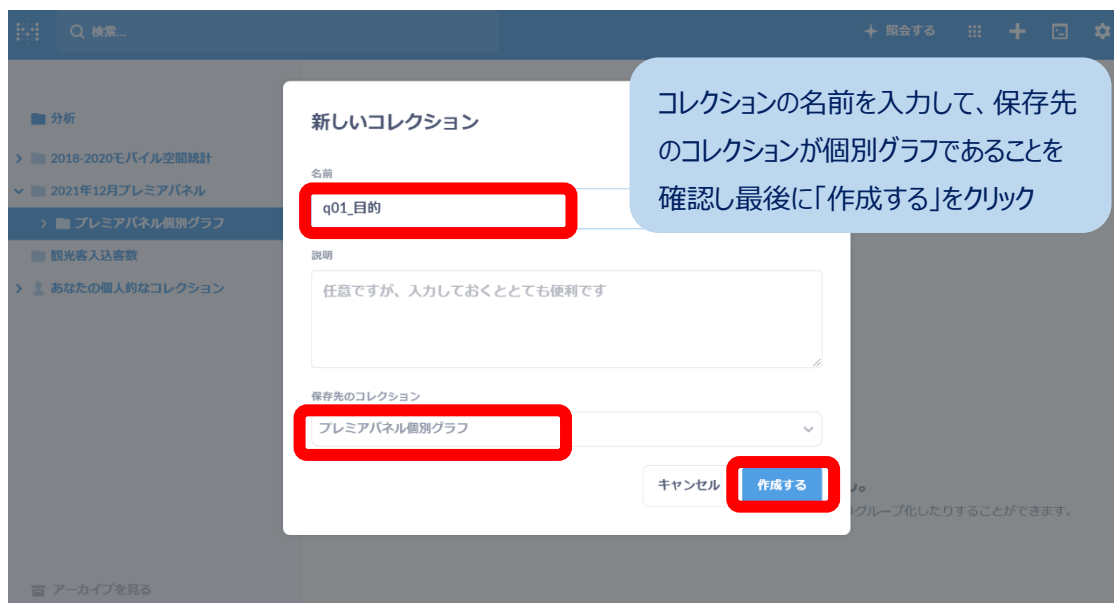 検索...
照会する
コレクションの名前を入力して、保存先
のコレクションが個別グラフであることを
確認し最後に「作成する」をクリック
分析
2018-2020モバイル空間統計
2021年12月プレミアパネル
プレミアパネル個別グラフ
観光客入込客数
あなたの個人的なコレクション
アーカイブを見る
新しいコレクション
名前
q01_目的
説明
任意ですが、入力しておくととても便利です
保存先のコレクション
プレミアパネル個別グラフ
キャンセル
作成する
グループ化したりすることができます。